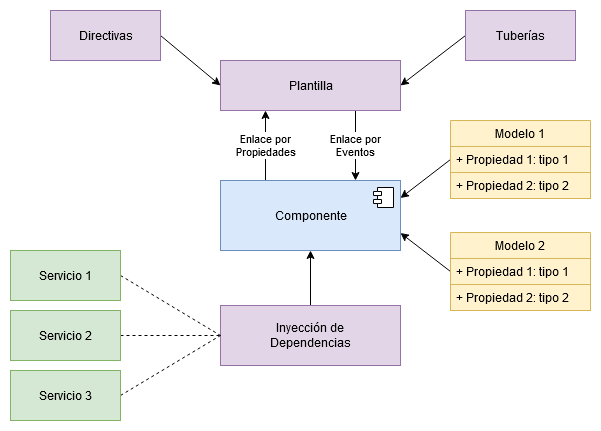 Directivas
Tuberías
Plantilla
Enlace por
Propiedades
Enlace por
Eventos
Modelo 1
+ Propiedad 1: tipo 1
+ Propiedad 2: tipo 2
Componente
Modelo 2
+ Propiedad 1: tipo 1
+ Propiedad 2: tipo 2
Servicio 1
Servicio 2
Servicio 3
Inyección de
Dependencias